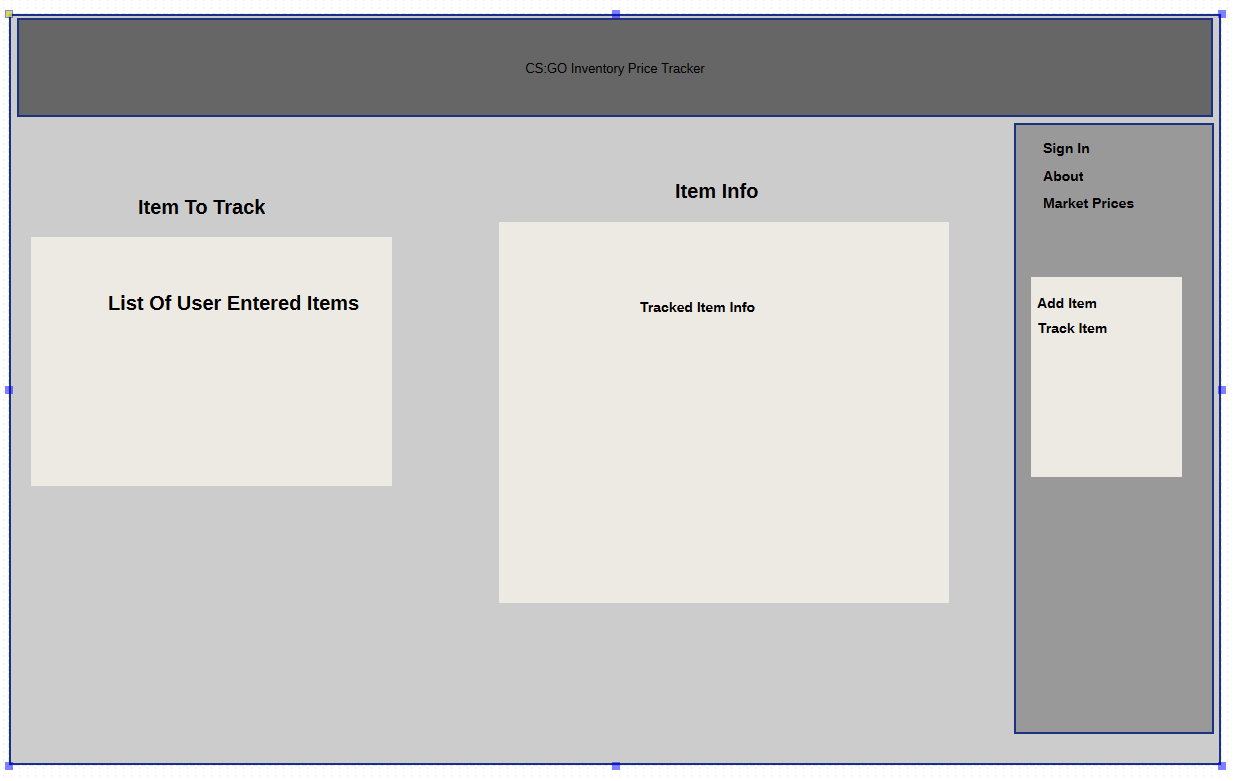 CS:GO Inventory Price Tracker
Item To Track
List Of User Entered Items
Item Info
Tracked Item Info
Sign In
About
Market Prices
Add Item
Track Item